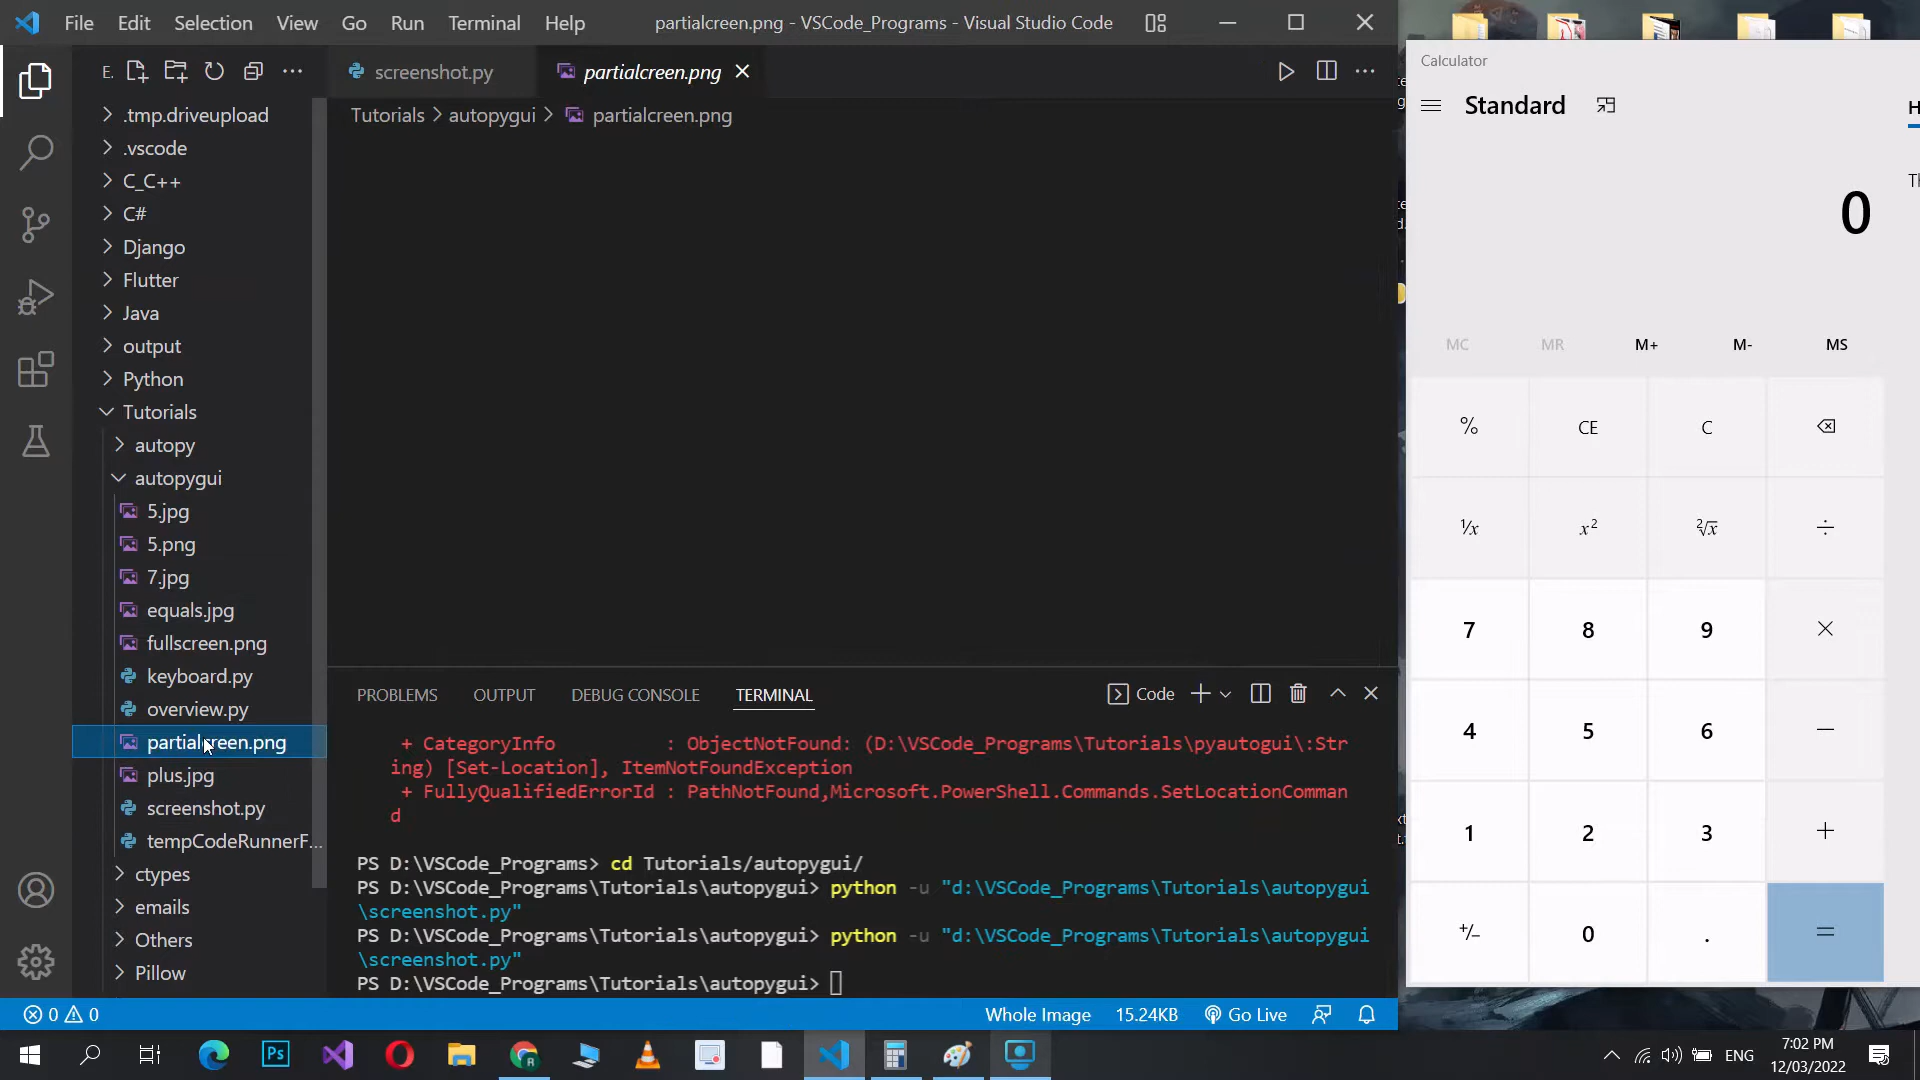 File Edit Selection View Go Run Terminal Help
partialcreen.png - VSCode_Programs - Visual Studio Code
E.
screenshot.py
partialcreen.png
Tutorials > autopygui > partialcreen.png
.tmp.driveupload
.vscode
C_C++
C#
Django
Flutter
Java
output
Python
Tutorials
autopy
autopygui
5.jpg
5.png
7.jpg
equals.jpg
fullscreen.png
keyboard.py
overview.py
partialcreen.png
plus.jpg
screenshot.py
tempCodeRunnerF...
ctypes
emails
Others
Pillow
PROBLEMS OUTPUT DEBUG CONSOLE TERMINAL
Code
+ CategoryInfo : ObjectNotFound: (D:\VSCode_Programs\Tutorials\pyautogui\:Str
ing) [Set-Location], ItemNotFoundException
+ FullyQualifiedErrorId : PathNotFound,Microsoft.PowerShell.Commands.SetLocationComman
d
PS D:\VSCode_Programs> cd Tutorials/autopygui/
PS D:\VSCode_Programs\Tutorials\autopygui> python -u "d:\VSCode_Programs\Tutorials\autopygui
\screenshot.py"
PS D:\VSCode_Programs\Tutorials\autopygui> python -u "d:\VSCode_Programs\Tutorials\autopygui
\screenshot.py"
PS D:\VSCode_Programs\Tutorials\autopygui>
0 0
Whole Image 15.24KB Go Live
Calculator
Standard
0
MC MR M+ M- MS
% CE C
¹/x x² ²√x ÷
7 8 9 ×
4 5 6 −
1 2 3 +
+/− 0 . =
Ps
ENG
7:02 PM
12/03/2022